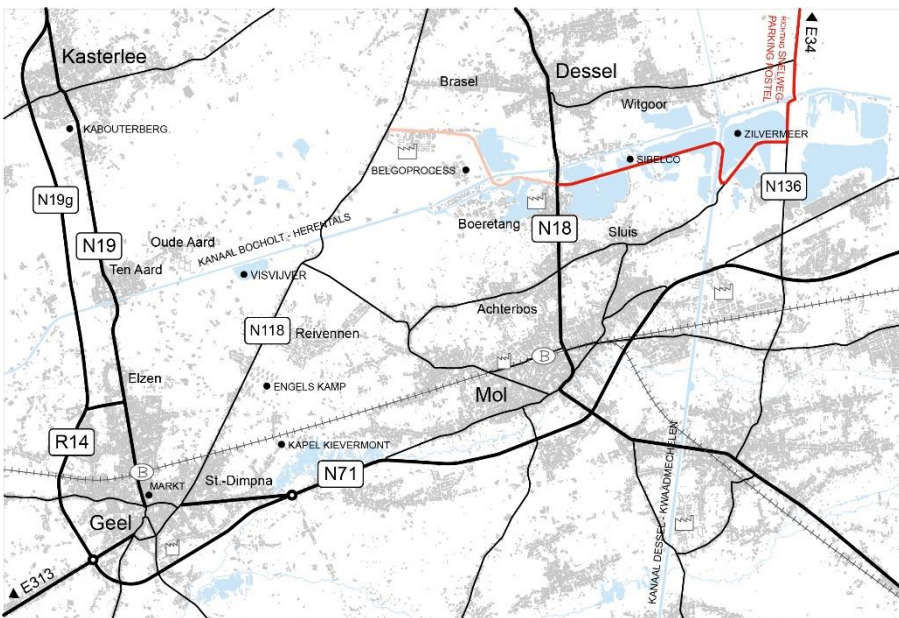 Kasterlee
KABOUTERBERG
N19g
N19
Oude Aard
Ten Aard
Elzen
R14
B
MARKT
Geel
E313
St.-Dimpna
KANAAL BOCHOLT - HERENTALS
VISVIJVER
N118
Reivennen
ENGELS KAMP
KAPEL KIEVERMONT
N71
Brasel
Dessel
Witgoor
BELGOPROCESS
SIBELCO
ZILVERMEER
E34
RICHTING SNELWEG
PARKING POSTEL
N136
Boeretang
N18
Sluis
Achterbos
B
Mol
KANAAL DESSEL - KWAADMECHELEN